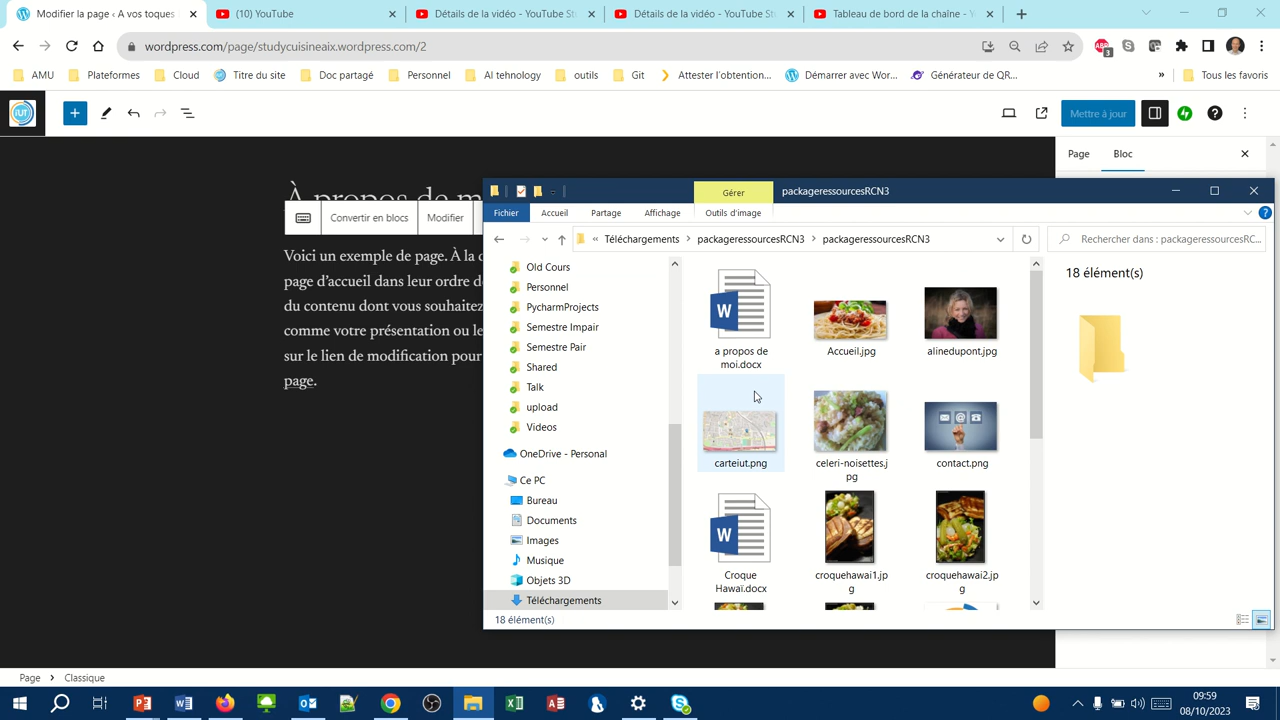 Modifier la page « A vos toques
(10) YouTube
Détails de la vidéo - YouTube St
Détails de la vidéo - YouTube St
Tableau de bord de la chaîne - Y
wordpress.com/page/studycuisineaix.wordpress.com/2
AMU
Plateformes
Cloud
Titre du site
Doc partagé
Personnel
AI tehnology
outils
Git
Attester l'obtention...
Démarrer avec Wor...
Générateur de QR...
»
Tous les favoris
Mettre à jour
Page
Bloc
À propos de m
Convertir en blocs
Modifier
Voici un exemple de page. À la d
page d'accueil dans leur ordre d
du contenu dont vous souhaitez
comme votre présentation ou le
sur le lien de modification pour
page.
Gérer
packageressourcesRCN3
Fichier
Accueil
Partage
Affichage
Outils d'image
« Téléchargements > packageressourcesRCN3 > packageressourcesRCN3
Rechercher dans : packageressourcesRC...
Old Cours
Personnel
PycharmProjects
Semestre Impair
Semestre Pair
Shared
Talk
upload
Videos
OneDrive - Personal
Ce PC
Bureau
Documents
Images
Musique
Objets 3D
Téléchargements
a propos de
moi.docx
Accueil.jpg
alinedupont.jpg
carteiut.png
celeri-noisettes.j
pg
contact.png
Croque
Hawaï.docx
croquehawai1.jp
g
croquehawai2.jp
g
18 élément(s)
18 élément(s)
Page > Classique
09:59
08/10/2023